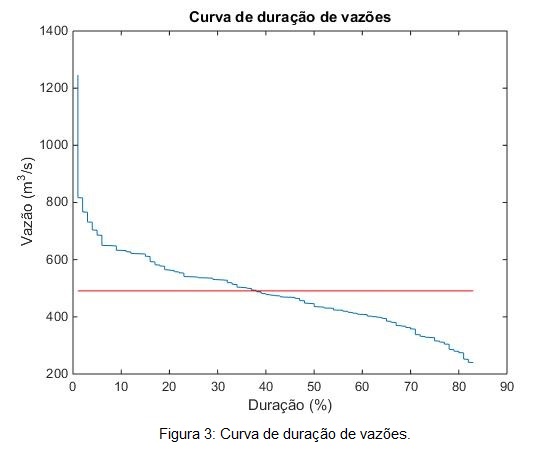 Curva de duração de vazões
1400
1200
1000
800
600
400
200
Vazão (m³/s)
0 10 20 30 40 50 60 70 80 90
Duração (%)
Figura 3: Curva de duração de vazões.